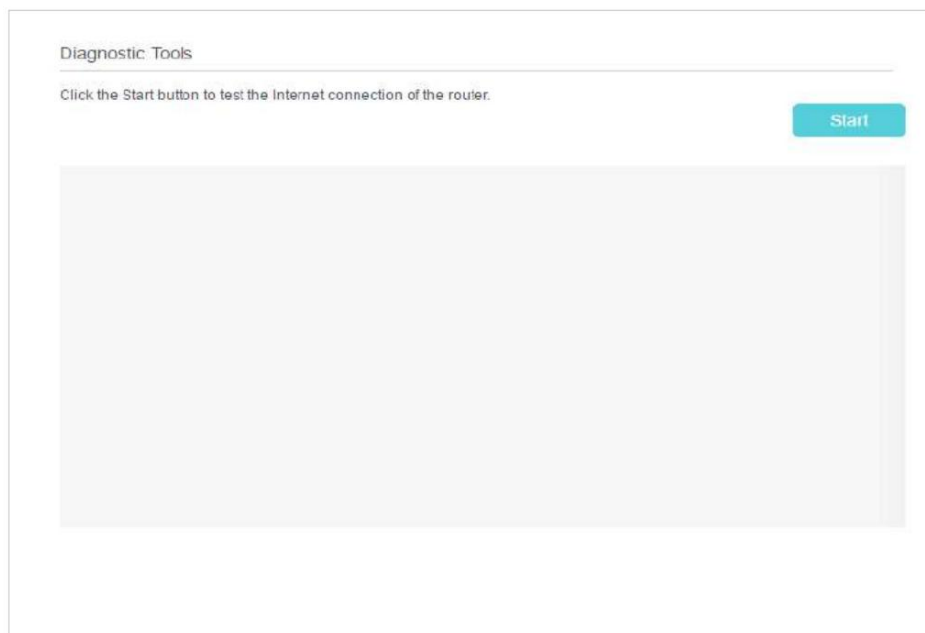 Diagnostic Tools
Click the Start button to test the Internet connection of the router.
Start